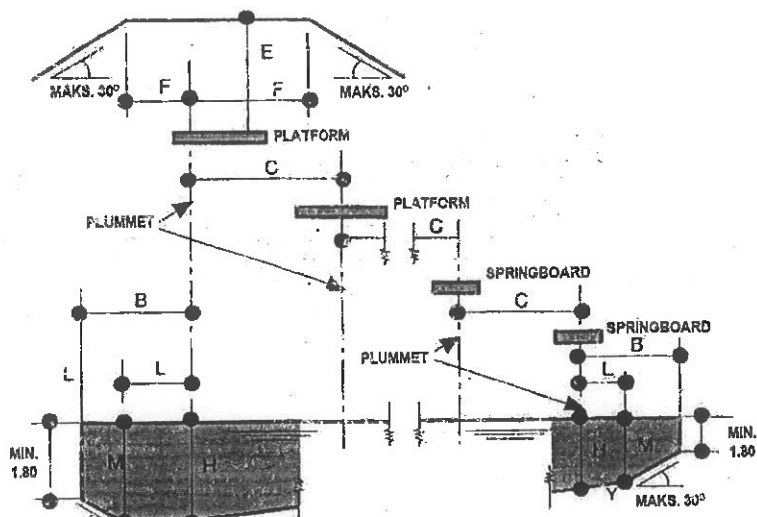 E
F
F
MAKS. 30°
MAKS. 30°
PLATFORM
C
PLUMMET
PLATFORM
C
SPRINGBOARD
B
C
SPRINGBOARD
L
L
PLUMMET
B
L
MIN.
1.80
M
H
H
M
MIN.
1.80
Y
MAKS. 30°